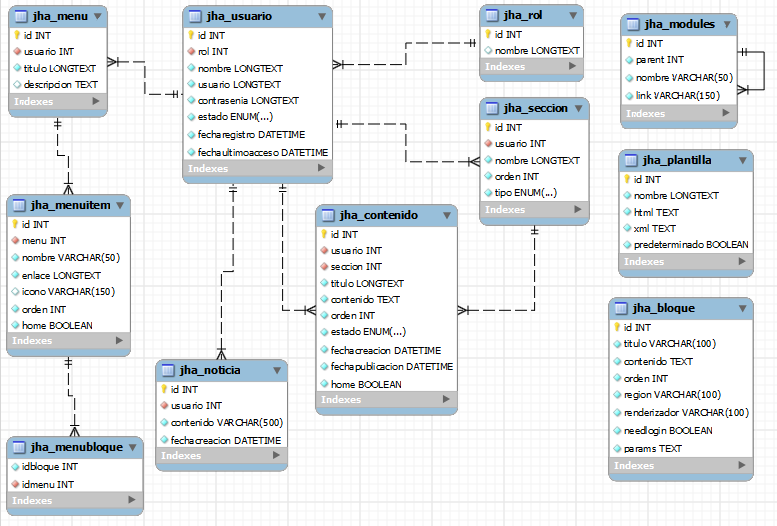 jha_menu
id INT
usuario INT
titulo LONGTEXT
descripcion TEXT
Indexes
jha_usuario
id INT
rol INT
nombre LONGTEXT
usuario LONGTEXT
contrasenia LONGTEXT
estado ENUM(...)
fecharegistro DATETIME
fechaultimoacceso DATETIME
Indexes
jha_rol
id INT
nombre LONGTEXT
Indexes
jha_modules
id INT
parent INT
nombre VARCHAR(50)
link VARCHAR(150)
Indexes
jha_seccion
id INT
usuario INT
nombre LONGTEXT
orden INT
tipo ENUM(...)
Indexes
jha_plantilla
id INT
nombre LONGTEXT
html TEXT
xml TEXT
predeterminado BOOLEAN
Indexes
jha_menuitem
id INT
menu INT
nombre VARCHAR(50)
enlace LONGTEXT
icono VARCHAR(150)
orden INT
home BOOLEAN
Indexes
jha_contenido
id INT
usuario INT
seccion INT
titulo LONGTEXT
contenido TEXT
orden INT
estado ENUM(...)
fechacreacion DATETIME
fechapublicacion DATETIME
home BOOLEAN
Indexes
jha_bloque
id INT
titulo VARCHAR(100)
contenido TEXT
orden INT
region VARCHAR(100)
renderizador VARCHAR(100)
needlogin BOOLEAN
params TEXT
Indexes
jha_noticia
id INT
usuario INT
contenido VARCHAR(500)
fechacreacion DATETIME
Indexes
jha_menubloque
idbloque INT
idmenu INT
Indexes